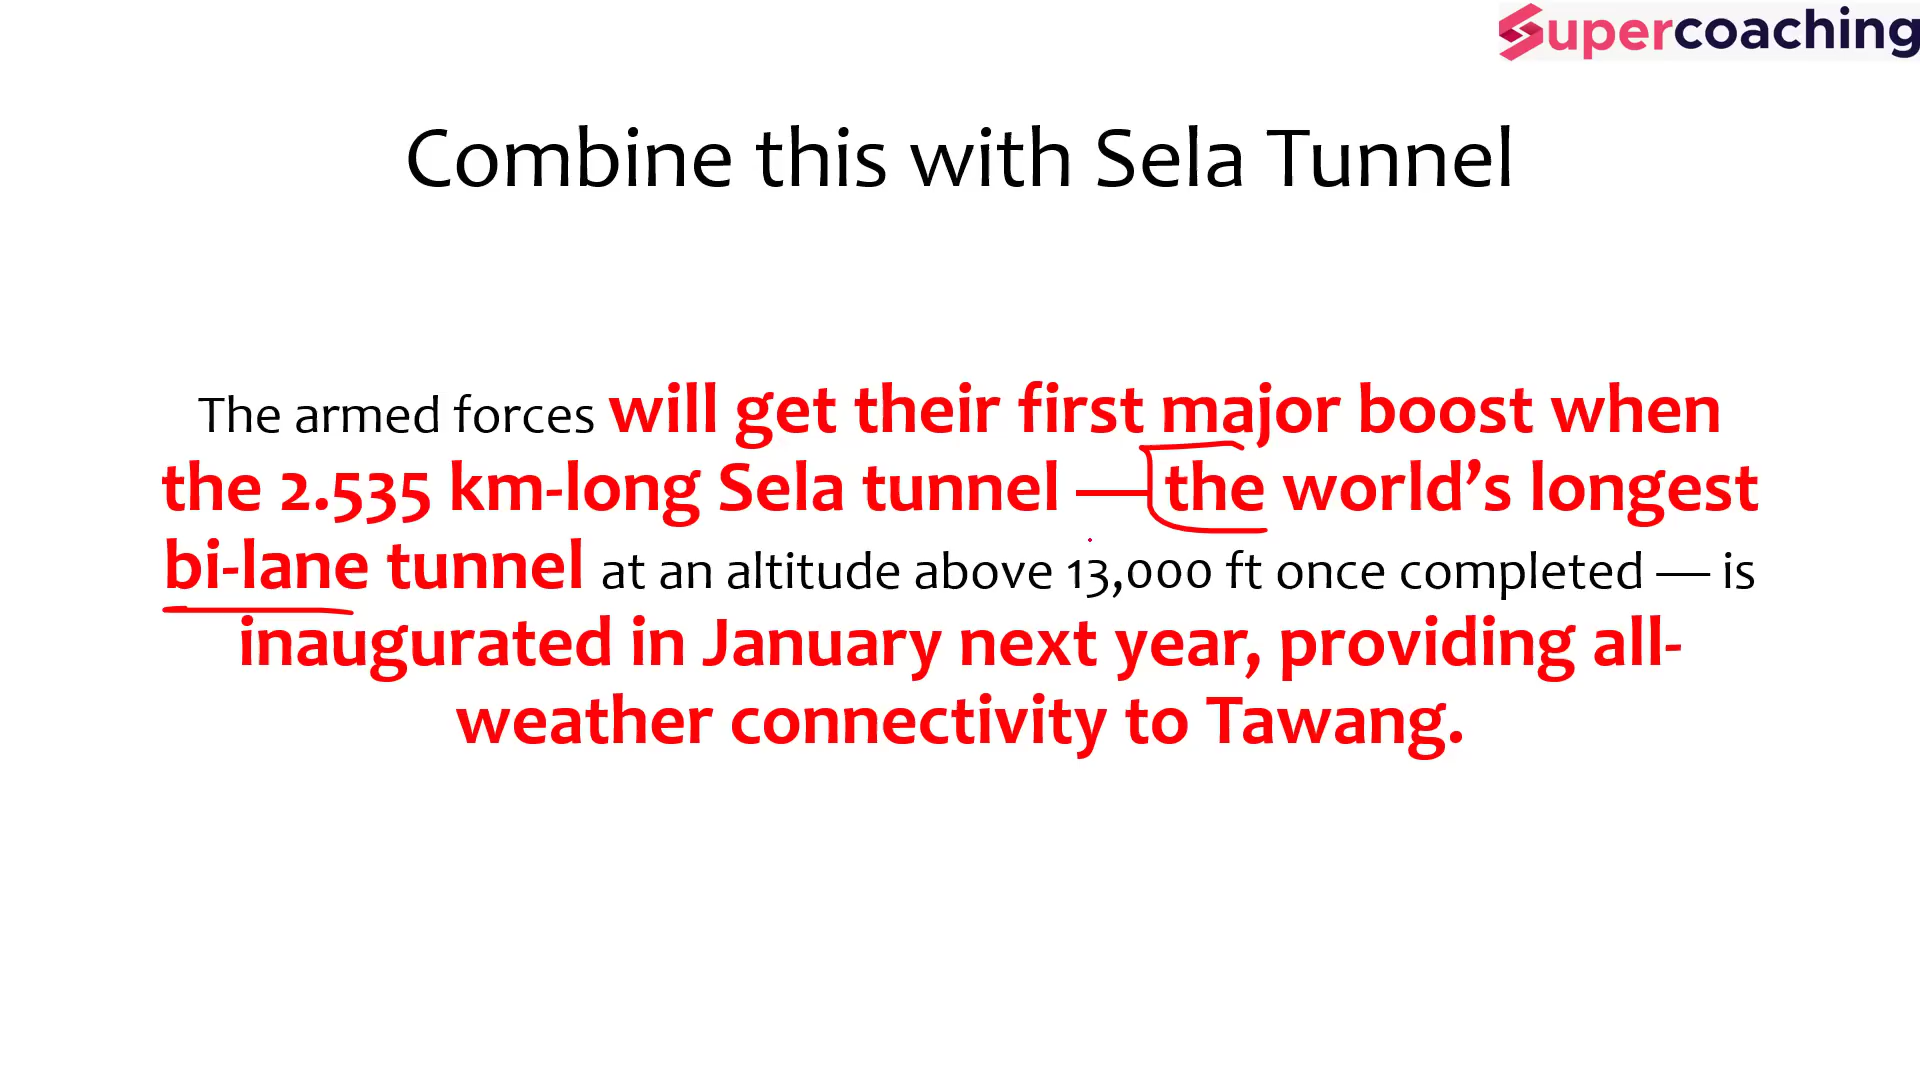 Supercoaching
Combine this with Sela Tunnel
The armed forces will get their first major boost when
the 2.535 km-long Sela tunnel — the world’s longest
bi-lane tunnel at an altitude above 13,000 ft once completed — is
inaugurated in January next year, providing all-
weather connectivity to Tawang.